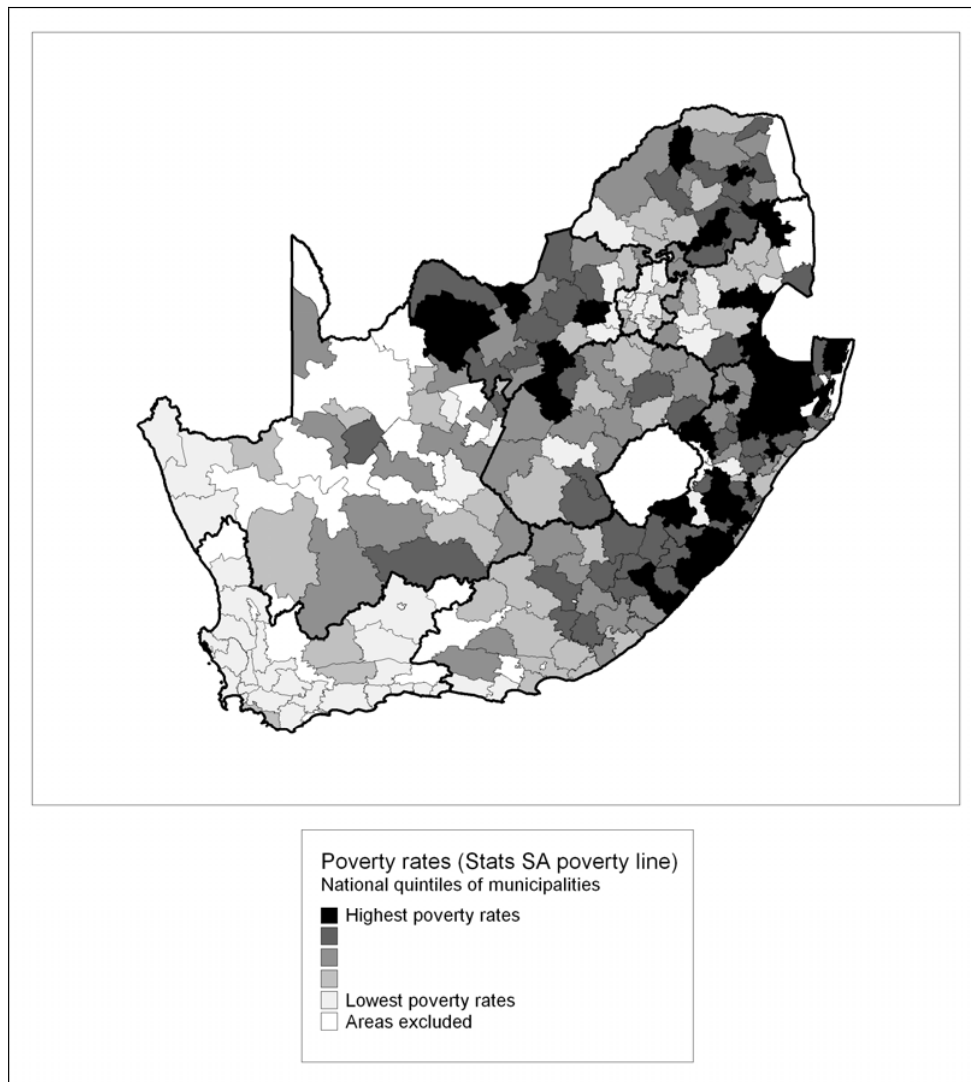 Poverty rates (Stats SA poverty line)
National quintiles of municipalities
Highest poverty rates
Lowest poverty rates
Areas excluded